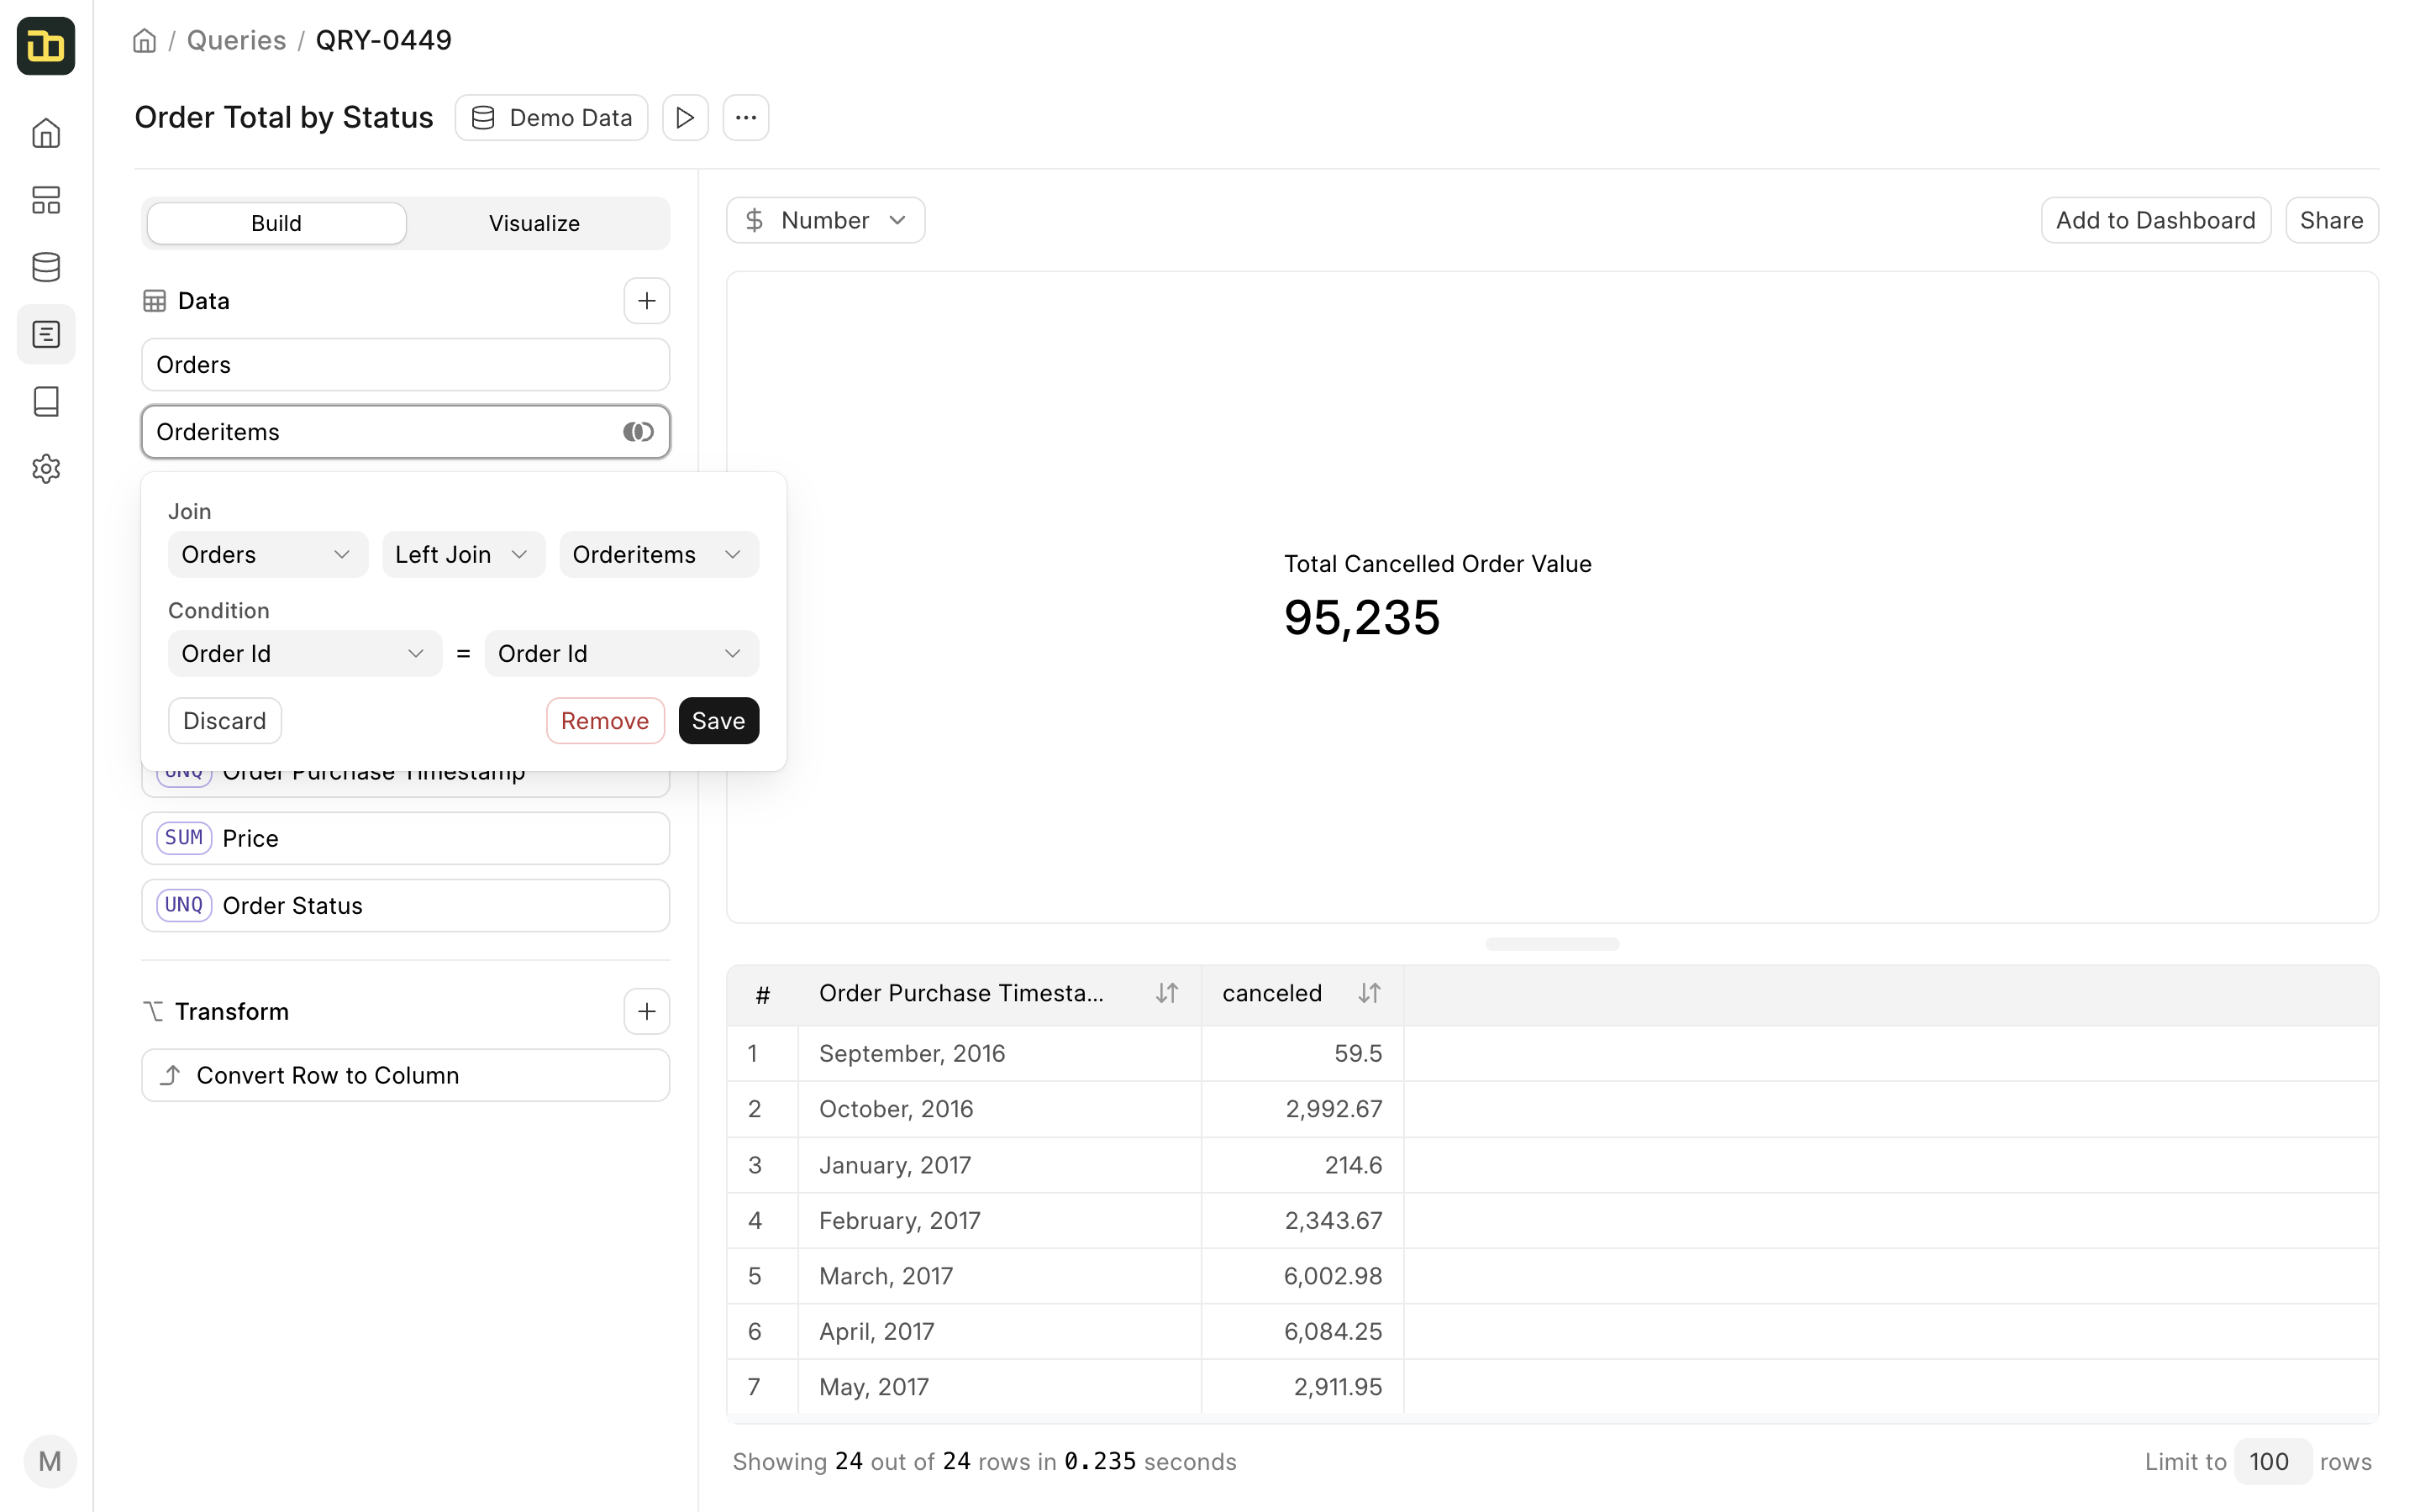 / Queries / QRY-0449
Order Total by Status
Demo Data
Build
Visualize
Number
Add to Dashboard
Share
Data
Orders
Orderitems
Join
Orders
Left Join
Orderitems
Condition
Order Id
=
Order Id
Discard
Remove
Save
UNQ Order Purchase Timestamp
SUM Price
UNQ Order Status
Transform
Convert Row to Column
Total Cancelled Order Value
95,235
# Order Purchase Timesta... canceled
1 September, 2016 59.5
2 October, 2016 2,992.67
3 January, 2017 214.6
4 February, 2017 2,343.67
5 March, 2017 6,002.98
6 April, 2017 6,084.25
7 May, 2017 2,911.95
Showing 24 out of 24 rows in 0.235 seconds
Limit to 100 rows
M